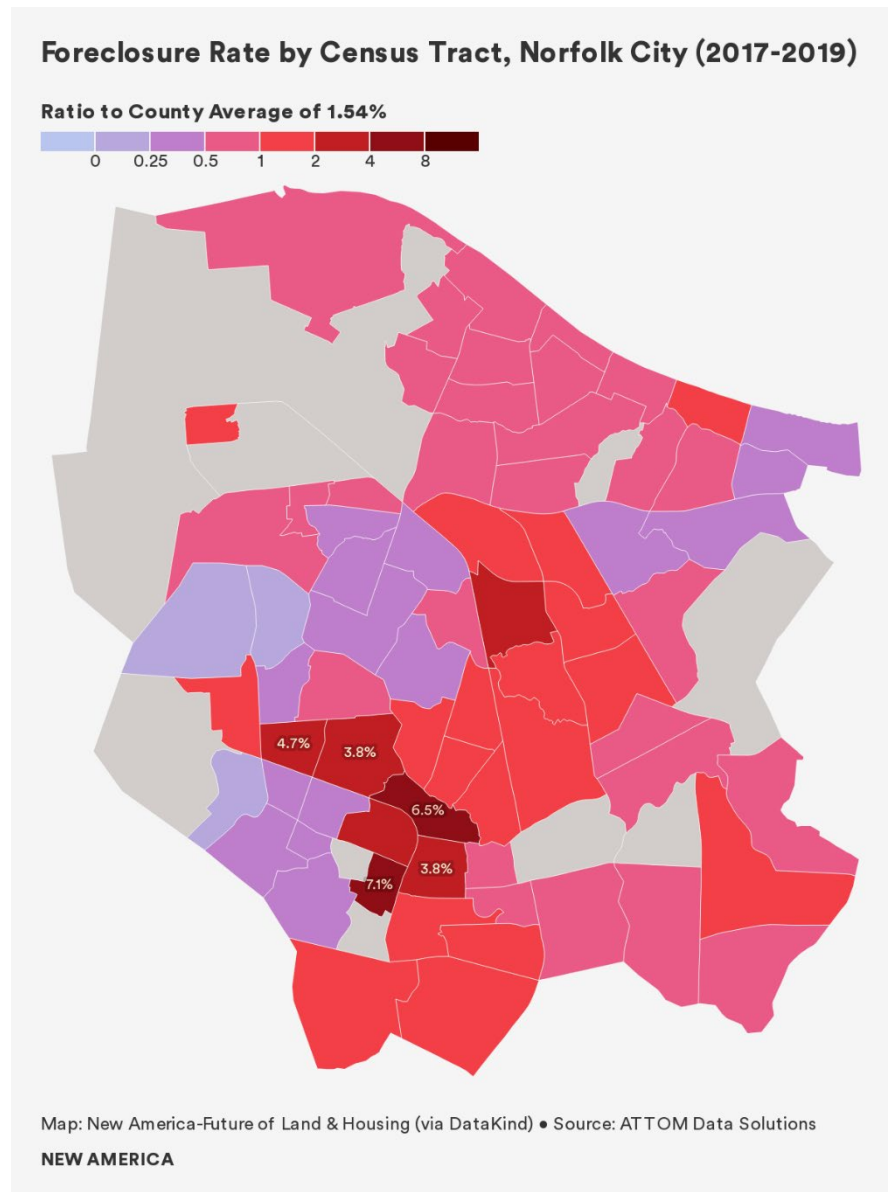 Foreclosure Rate by Census Tract, Norfolk City (2017-2019)
Ratio to County Average of 1.54%
0 0.25 0.5 1 2 4 8
4.7%
3.8%
6.5%
3.8%
7.1%
Map: New America-Future of Land & Housing (via DataKind) • Source: ATTOM Data Solutions
NEW AMERICA